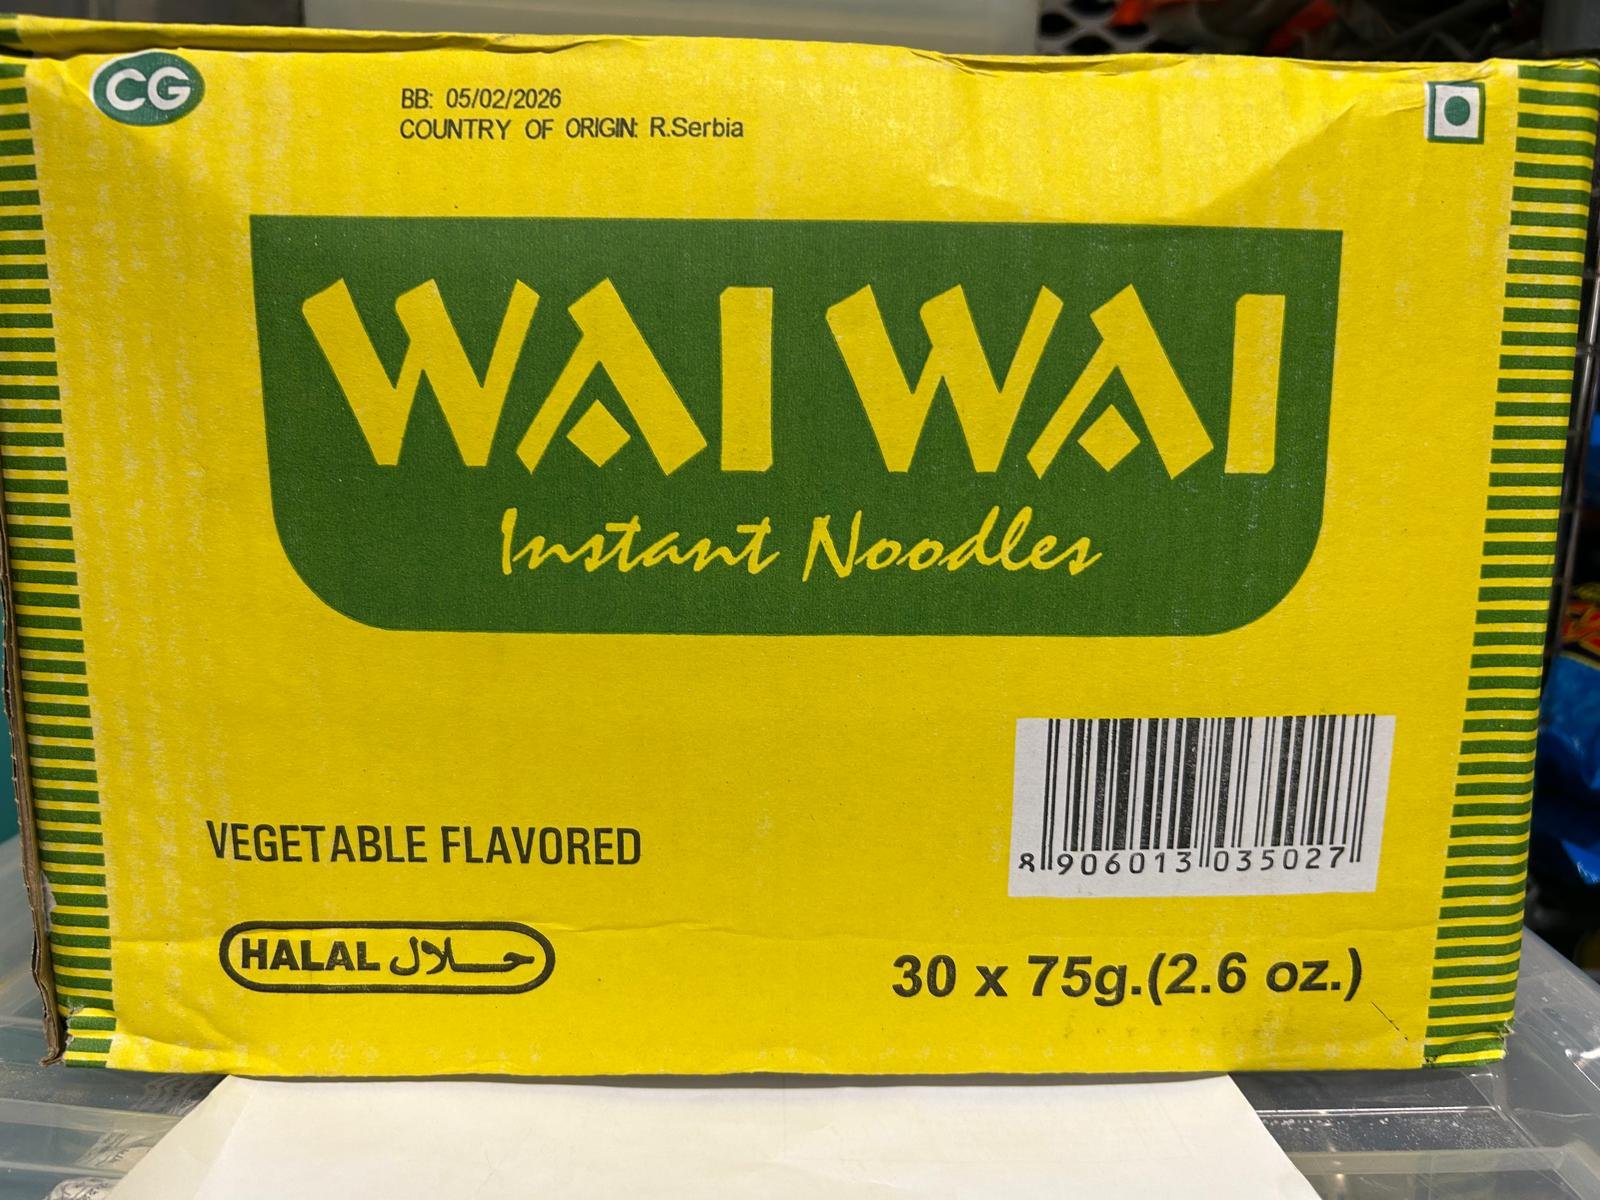 CG
BB: 05/02/2026
COUNTRY OF ORIGIN: R.Serbia
WAI WAI
Instant Noodles
8 906013 035027
VEGETABLE FLAVORED
HALAL حلال
30 x 75g.(2.6 oz.)